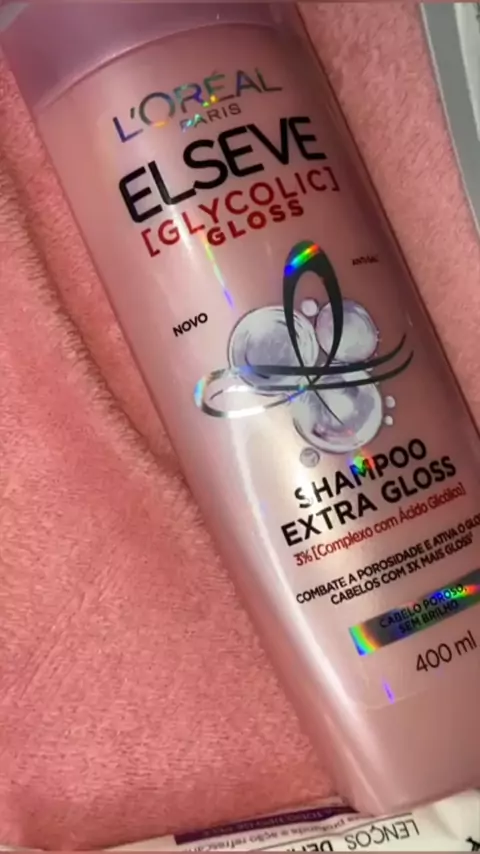 L'ORÉAL
PARIS
ELSEVE
[GLYCOLIC]
GLOSS
NOVO
SHAMPOO
EXTRA GLOSS
3% [Complexo com Ácido Glicólico]
COMBATE A POROSIDADE E ATIVA O GLOS
CABELOS COM 3X MAIS GLOSS
CABELO POROSO,
SEM BRILHO
400 ml
LENÇOS